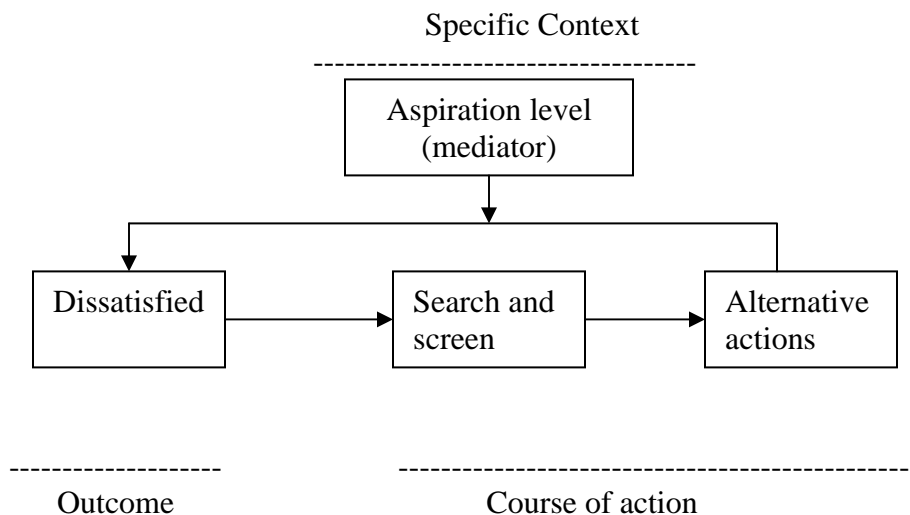 Specific Context
---------------------------------------
Aspiration level
(mediator)
Dissatisfied
Search and
screen
Alternative
actions
Outcome
Course of action